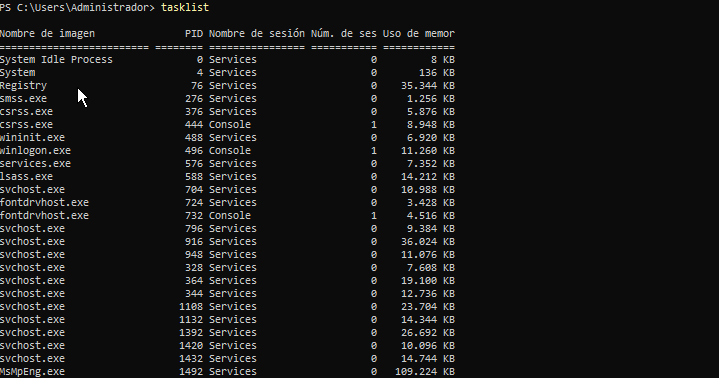 PS C:\Users\Administrador> tasklist
Nombre de imagen PID Nombre de sesión Núm. de ses Uso de memor
========================= ======== ================ =========== ============
System Idle Process 0 Services 0 8 KB
System 4 Services 0 136 KB
Registry 76 Services 0 35.344 KB
smss.exe 276 Services 0 1.256 KB
csrss.exe 376 Services 0 5.876 KB
csrss.exe 444 Console 1 8.948 KB
wininit.exe 488 Services 0 6.920 KB
winlogon.exe 496 Console 1 11.260 KB
services.exe 576 Services 0 7.352 KB
lsass.exe 588 Services 0 14.212 KB
svchost.exe 704 Services 0 10.988 KB
fontdrvhost.exe 724 Services 0 3.428 KB
fontdrvhost.exe 732 Console 1 4.516 KB
svchost.exe 796 Services 0 9.384 KB
svchost.exe 916 Services 0 36.024 KB
svchost.exe 948 Services 0 11.076 KB
svchost.exe 328 Services 0 7.608 KB
svchost.exe 364 Services 0 19.100 KB
svchost.exe 344 Services 0 12.736 KB
svchost.exe 1108 Services 0 23.704 KB
svchost.exe 1132 Services 0 14.344 KB
svchost.exe 1392 Services 0 26.692 KB
svchost.exe 1420 Services 0 10.096 KB
svchost.exe 1432 Services 0 14.744 KB
MsMpEng.exe 1492 Services 0 109.224 KB